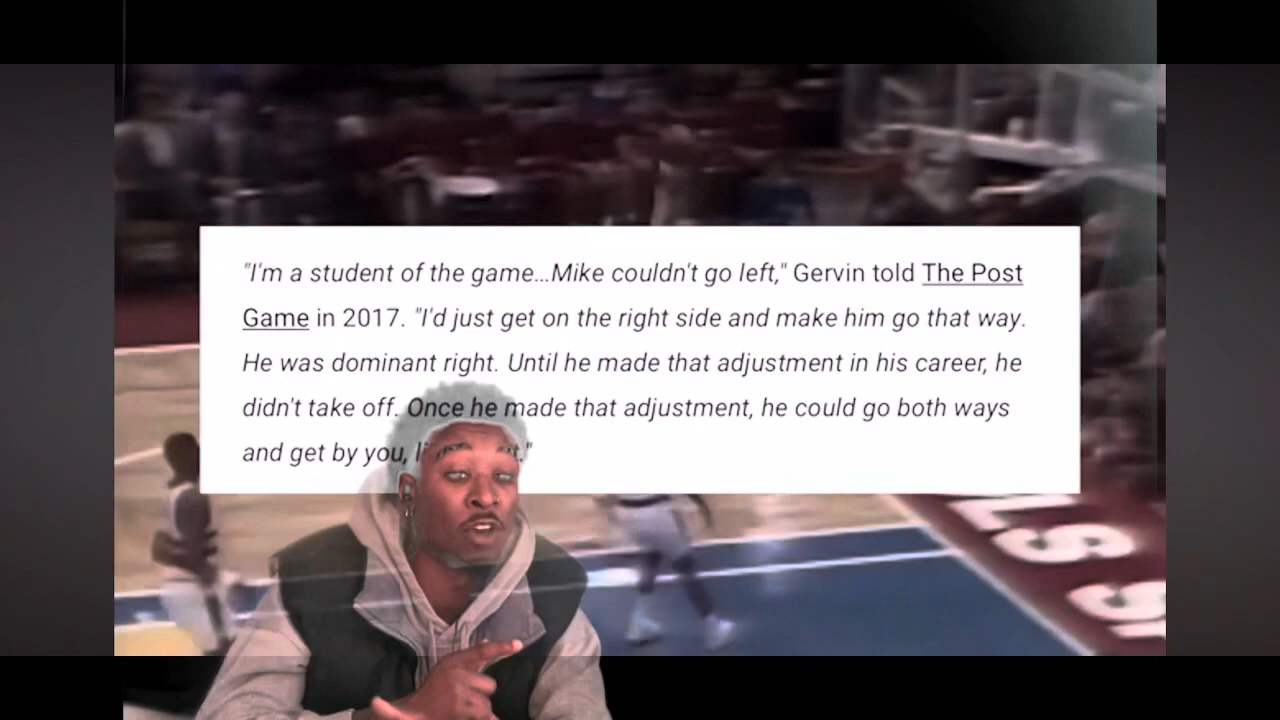 "I'm a student of the game...Mike couldn't go left," Gervin told The Post
Game in 2017. "I'd just get on the right side and make him go that way.
He was dominant right. Until he made that adjustment in his career, he
didn't take off. Once he made that adjustment, he could go both ways
and get by you,